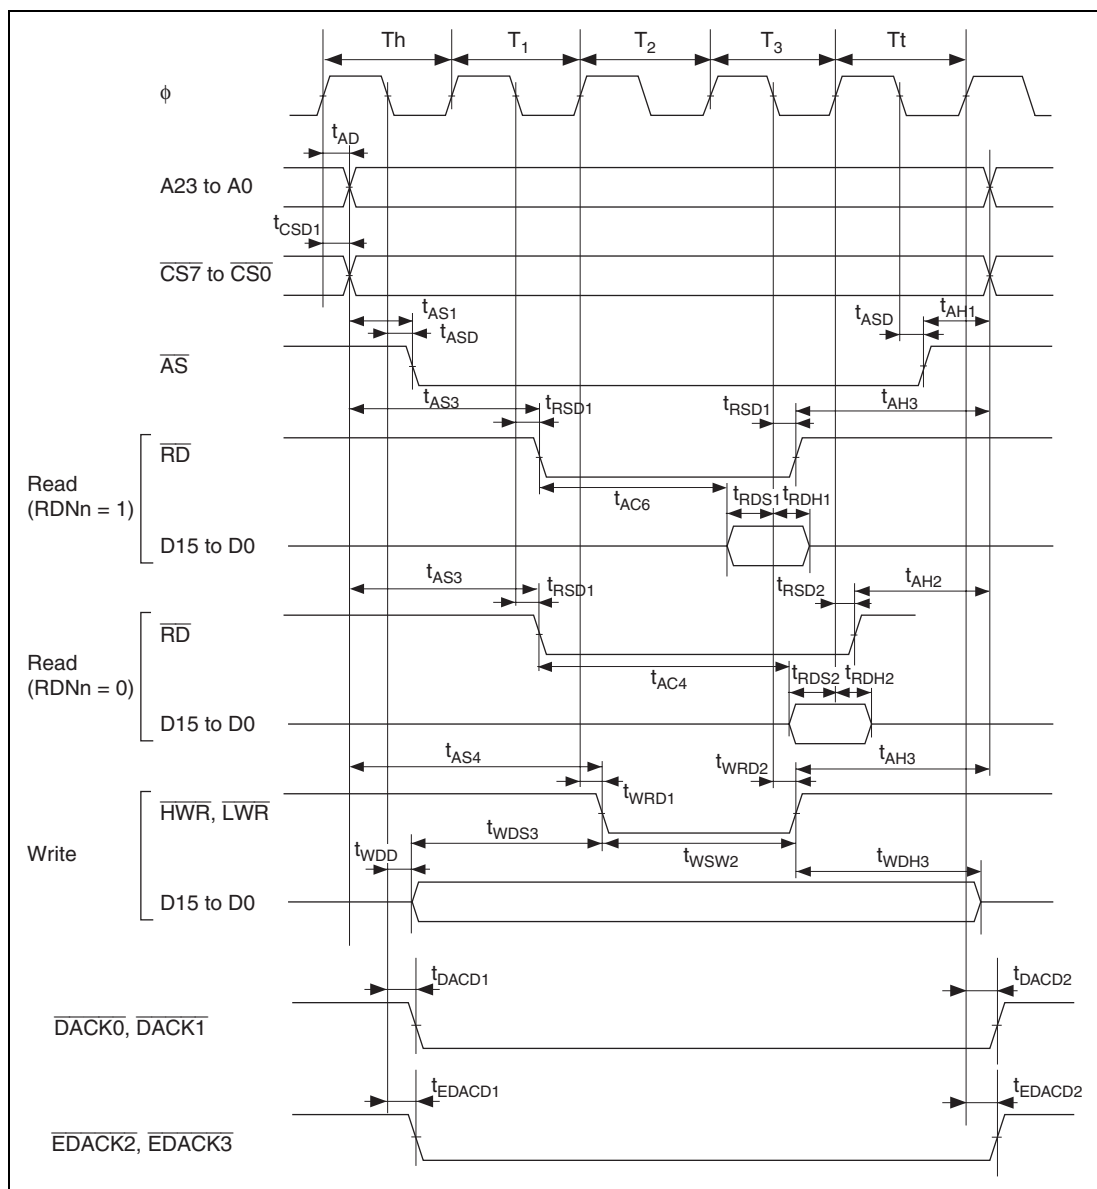 Th T1 T2 T3 Tt
ϕ
tAD
A23 to A0
tCSD1
CS7 to CS0
tAS1 tASD tAH1
tASD
AS
tAS3 tRSD1 tRSD1 tAH3
RD
Read
(RDNn = 1)
tAC6 tRDS1 tRDH1
D15 to D0
tAS3 tRSD1 tRSD2 tAH2
RD
Read
(RDNn = 0)
tAC4 tRDS2 tRDH2
D15 to D0
tAS4 tWRD2 tAH3
tWRD1
HWR, LWR
Write
tWDD tWDS3 tWSW2 tWDH3
D15 to D0
tDACD1 tDACD2
DACK0, DACK1
tEDACD1 tEDACD2
EDACK2, EDACK3